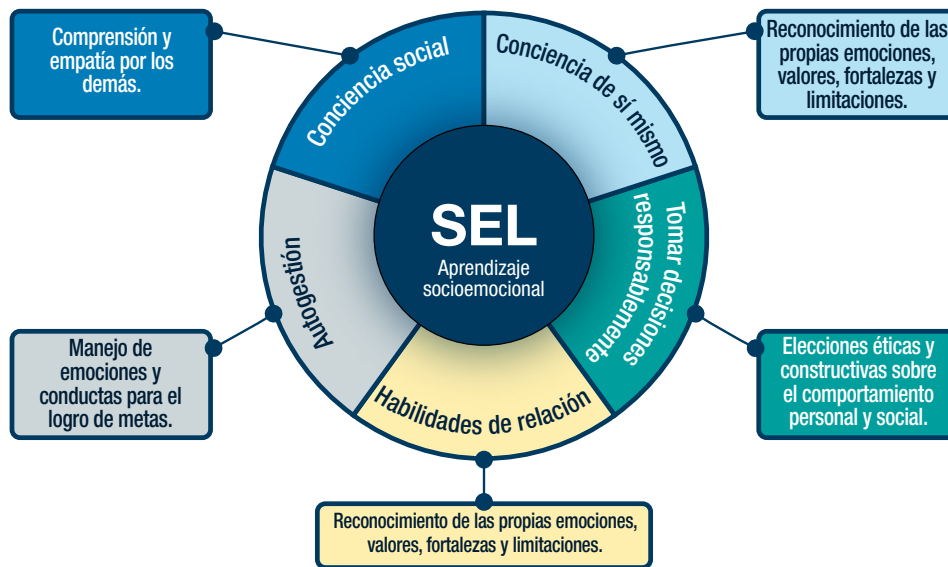 Comprensión y
empatía por los
demás.
Conciencia social
Conciencia de sí mismo
Reconocimiento de las
propias emociones,
valores, fortalezas y
limitaciones.
SEL
Aprendizaje
socioemocional
Autogestión
Tomar decisiones
responsablemente
Habilidades de relación
Manejo de
emociones y
conductas para el
logro de metas.
Elecciones éticas y
constructivas sobre
el comportamiento
personal y social.
Reconocimiento de las propias emociones,
valores, fortalezas y limitaciones.